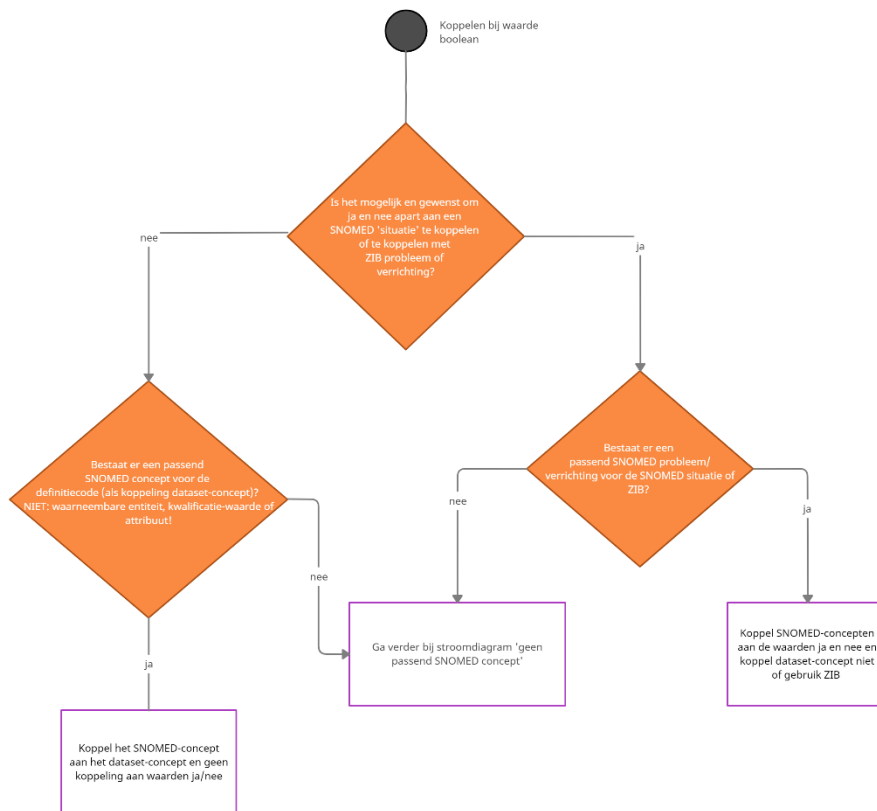 Koppelen bij waarde
boolean
Is het mogelijk en gewenst om
ja en nee apart aan een
SNOMED 'situatie' te koppelen
of te koppelen met
ZIB probleem of
verrichting?
nee
ja
Bestaat er een passend
SNOMED concept voor de
definitiecode (als koppeling dataset-concept)?
NIET: waarneembare entiteit, kwalificatie-waarde of
attribuut!
Bestaat er een
passend SNOMED probleem/
verrichting voor de SNOMED situatie of
ZIB?
nee
ja
nee
ja
Ga verder bij stroomdiagram 'geen
passend SNOMED concept'
Koppel SNOMED-concepten
aan de waarden ja en nee en
koppel dataset-concept niet
of gebruik ZIB
Koppel het SNOMED-concept
aan het dataset-concept en geen
koppeling aan waarden ja/nee